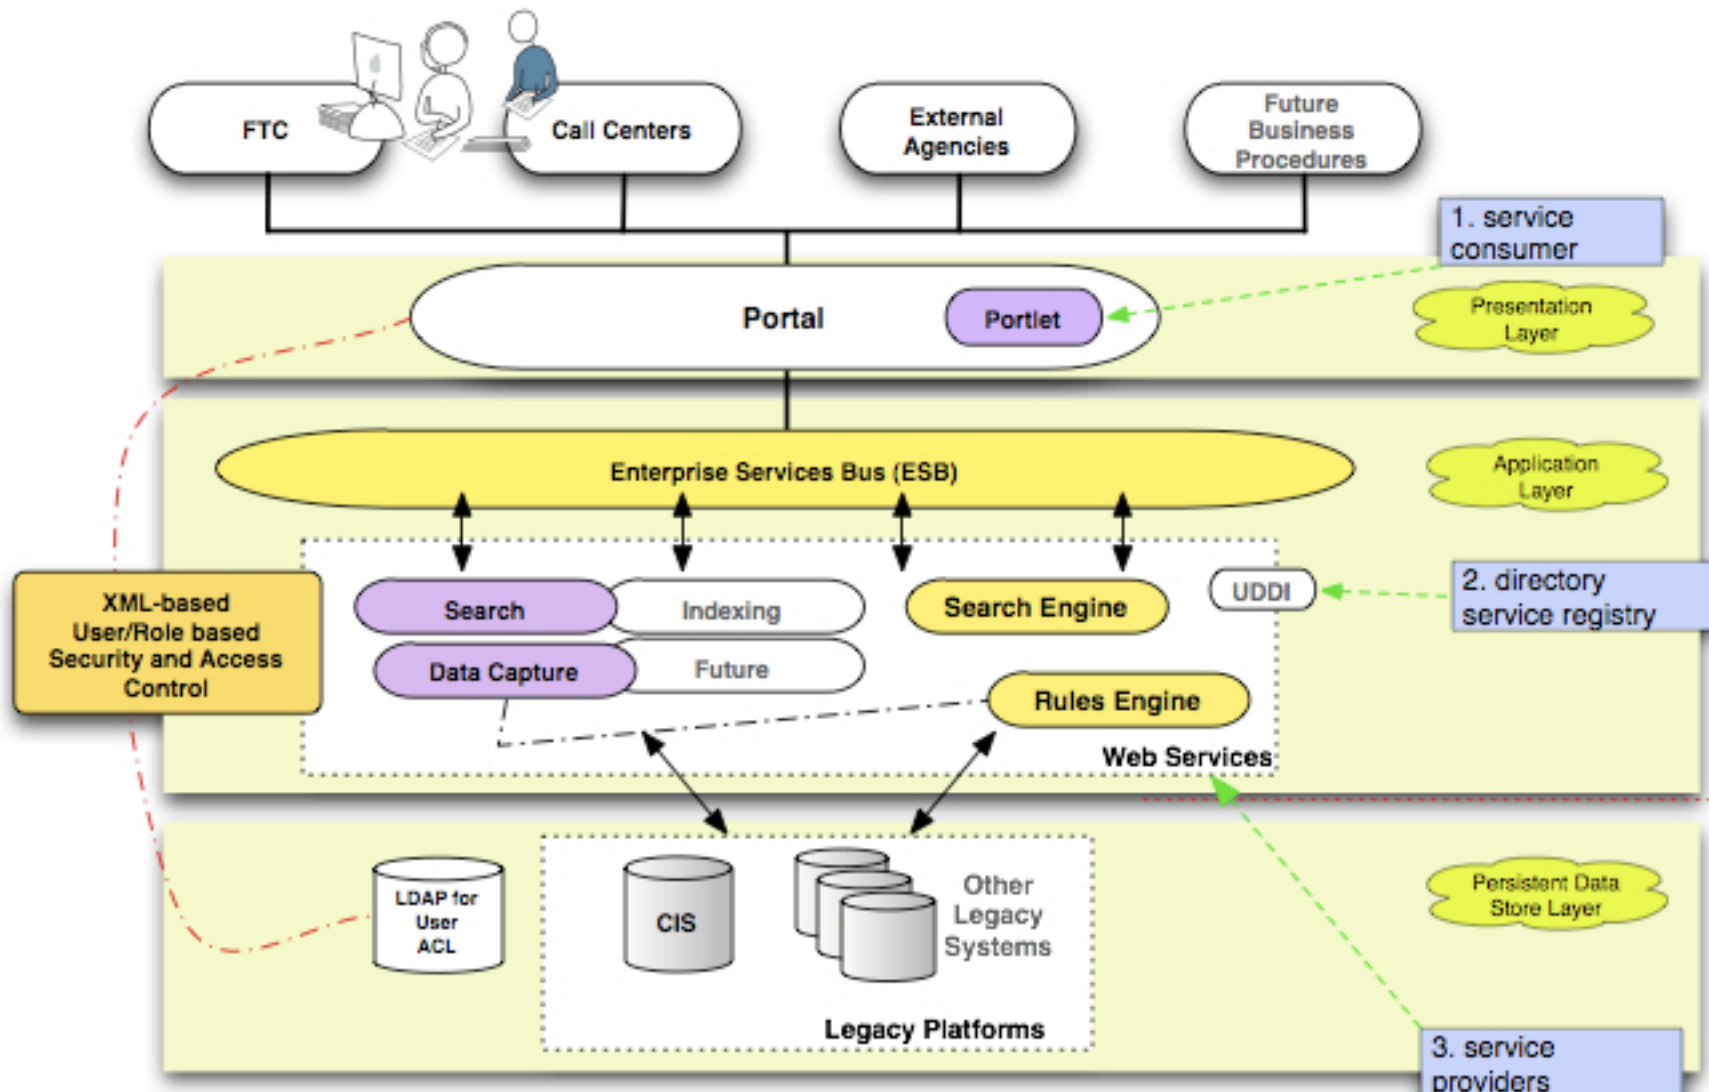 FTC
Call Centers
External
Agencies
Future
Business
Procedures
1. service
consumer
Portal
Portlet
Presentation
Layer
Enterprise Services Bus (ESB)
Application
Layer
XML-based
User/Role based
Security and Access
Control
Search
Indexing
Search Engine
UDDI
2. directory
service registry
Data Capture
Future
Rules Engine
Web Services
LDAP for
User
ACL
CIS
Other
Legacy
Systems
Persistent Data
Store Layer
Legacy Platforms
3. service
providers